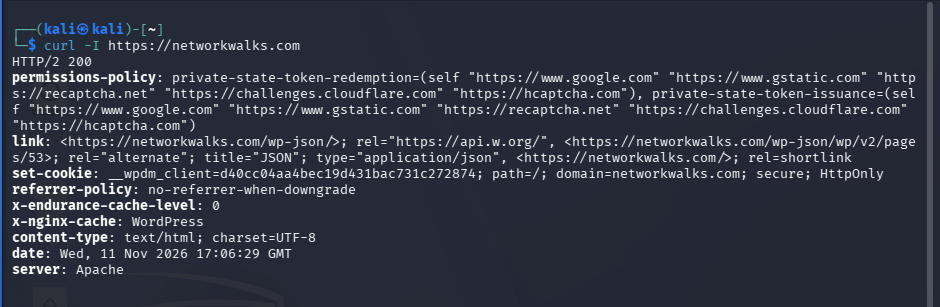 ┌──(kali㉿kali)-[~]
└─$ curl -I https://networkwalks.com
HTTP/2 200
permissions-policy: private-state-token-redemption=(self "https://www.google.com" "https://www.gstatic.com" "http
s://recaptcha.net" "https://challenges.cloudflare.com" "https://hcaptcha.com"), private-state-token-issuance=(sel
f "https://www.google.com" "https://www.gstatic.com" "https://recaptcha.net" "https://challenges.cloudflare.com"
"https://hcaptcha.com")
link: <https://networkwalks.com/wp-json/>; rel="https://api.w.org/", <https://networkwalks.com/wp-json/wp/v2/page
s/53>; rel="alternate"; title="JSON"; type="application/json", <https://networkwalks.com/>; rel=shortlink
set-cookie: __wpdm_client=d40cc04aa4bec19d431bac731c272874; path=/; domain=networkwalks.com; secure; HttpOnly
referrer-policy: no-referrer-when-downgrade
x-endurance-cache-level: 0
x-nginx-cache: WordPress
content-type: text/html; charset=UTF-8
date: Wed, 11 Nov 2026 17:06:29 GMT
server: Apache